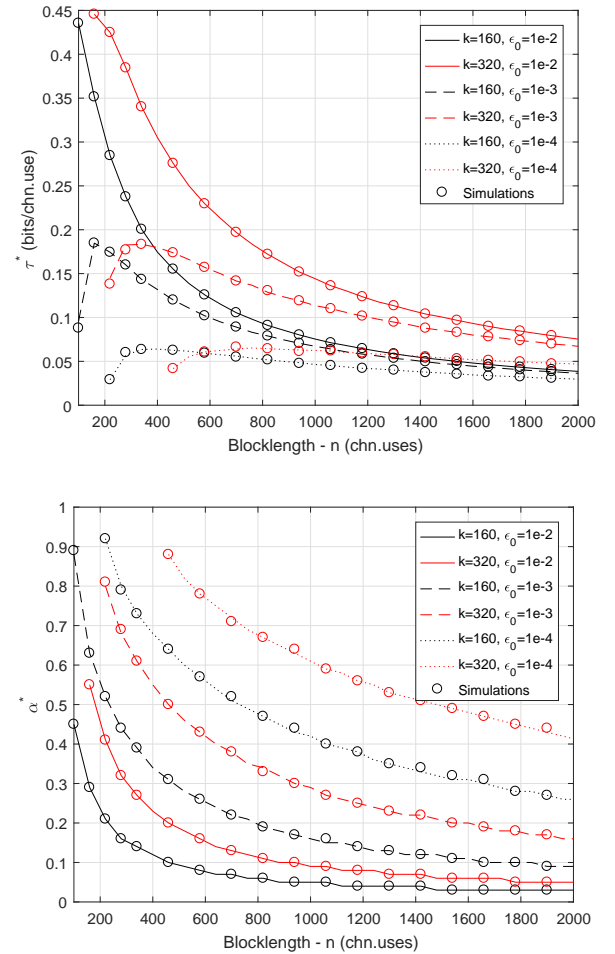 0.45
0.4
0.35
0.3
0.25
0.2
0.15
0.1
0.05
0
τ* (bits/chn.use)
k=160, ϵ0=1e-2
k=320, ϵ0=1e-2
k=160, ϵ0=1e-3
k=320, ϵ0=1e-3
k=160, ϵ0=1e-4
k=320, ϵ0=1e-4
Simulations
200 400 600 800 1000 1200 1400 1600 1800 2000
Blocklength - n (chn.uses)
1
0.9
0.8
0.7
0.6
0.5
0.4
0.3
0.2
0.1
0
α*
k=160, ϵ0=1e-2
k=320, ϵ0=1e-2
k=160, ϵ0=1e-3
k=320, ϵ0=1e-3
k=160, ϵ0=1e-4
k=320, ϵ0=1e-4
Simulations
200 400 600 800 1000 1200 1400 1600 1800 2000
Blocklength - n (chn.uses)